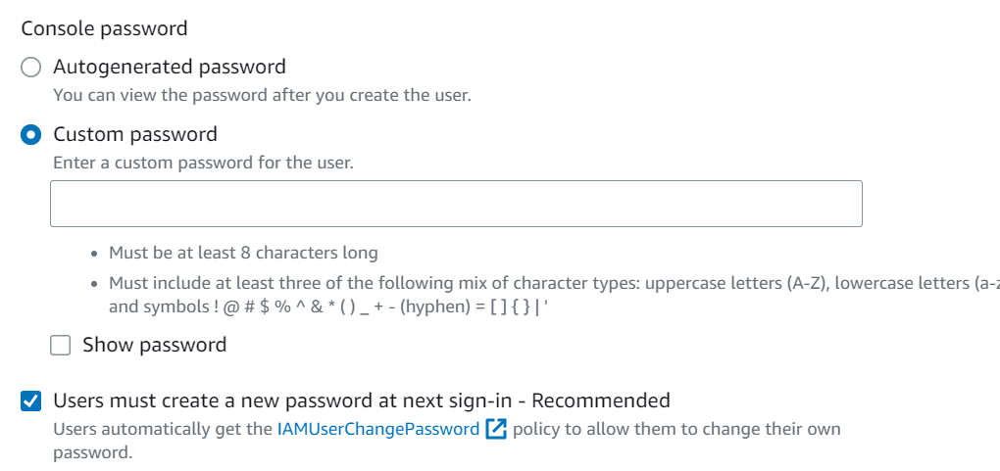 Console password
Autogenerated password
You can view the password after you create the user.
Custom password
Enter a custom password for the user.
Must be at least 8 characters long
Must include at least three of the following mix of character types: uppercase letters (A-Z), lowercase letters (a-z
and symbols ! @ # $ % ^ & * ( ) _ + - (hyphen) = [ ] { } | '
Show password
Users must create a new password at next sign-in - Recommended
Users automatically get the IAMUserChangePassword policy to allow them to change their own
password.